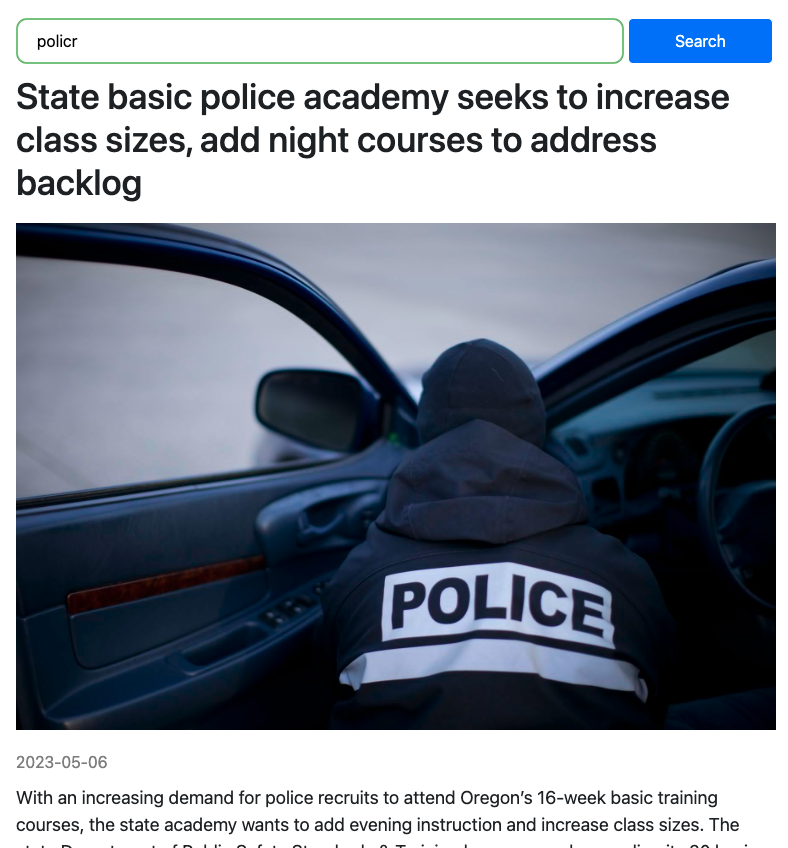 policr
Search
State basic police academy seeks to increase
class sizes, add night courses to address
backlog
POLICE
2023-05-06
With an increasing demand for police recruits to attend Oregon’s 16-week basic training
courses, the state academy wants to add evening instruction and increase class sizes. The